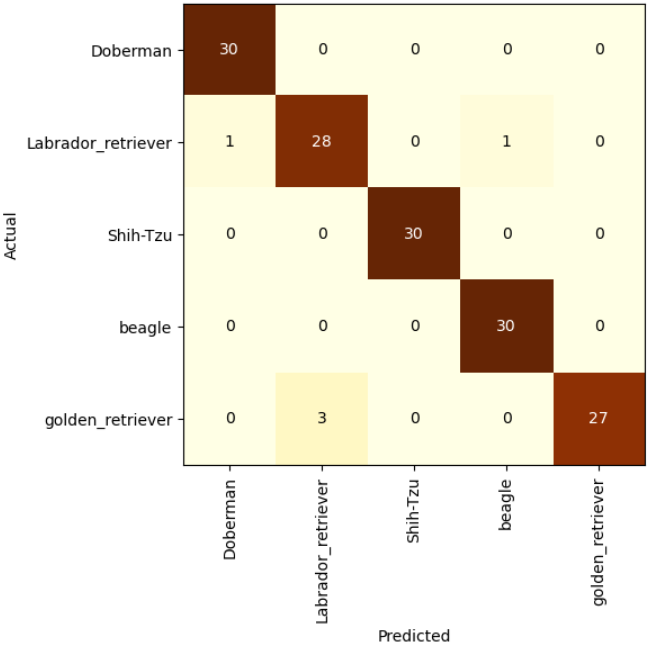 Doberman 30 0 0 0 0
Labrador_retriever 1 28 0 1 0
Shih-Tzu 0 0 30 0 0
beagle 0 0 0 30 0
golden_retriever 0 3 0 0 27
Actual
Doberman
Labrador_retriever
Shih-Tzu
beagle
golden_retriever
Predicted